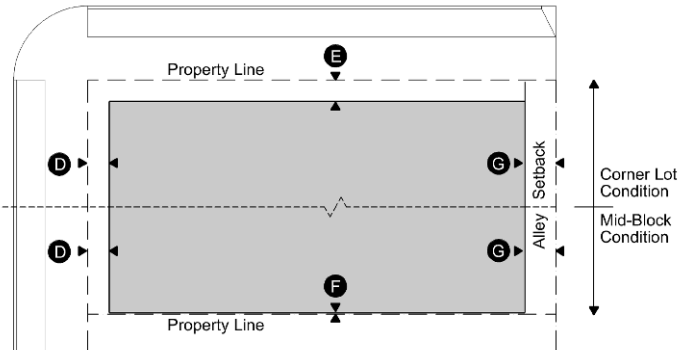 E
Property Line
D
G
Alley Setback
Corner Lot
Condition
Mid-Block
Condition
D
G
F
Property Line